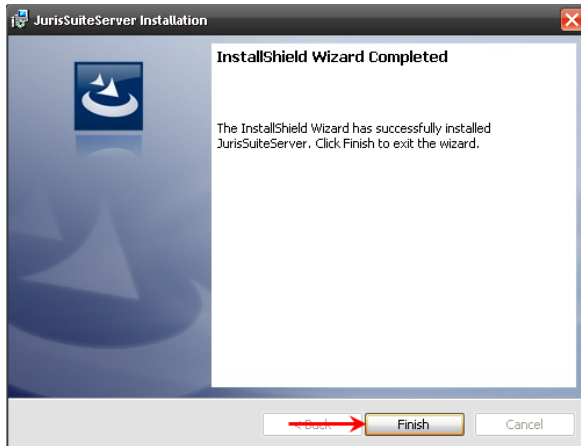 JurisSuiteServer Installation
InstallShield Wizard Completed
The InstallShield Wizard has successfully installed
JurisSuiteServer. Click Finish to exit the wizard.
< Back
Finish
Cancel